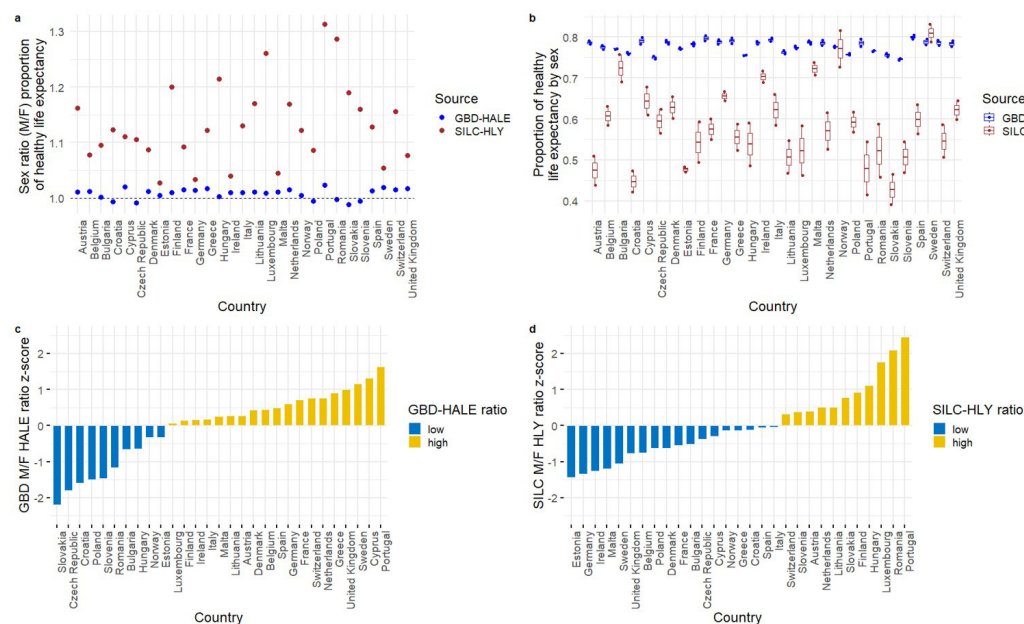 a
Sex ratio (M/F) proportion
of healthy life expectancy
1.3
1.2
1.1
1.0
Austria
Belgium
Bulgaria
Croatia
Cyprus
Czech Republic
Denmark
Estonia
Finland
France
Germany
Greece
Hungary
Ireland
Italy
Lithuania
Luxembourg
Malta
Netherlands
Norway
Poland
Portugal
Romania
Slovakia
Slovenia
Spain
Sweden
Switzerland
United Kingdom
Country
Source
GBD-HALE
SILC-HLY
b
Proportion of healthy
life expectancy by sex
0.8
0.7
0.6
0.5
0.4
Austria
Belgium
Bulgaria
Croatia
Cyprus
Czech Republic
Denmark
Estonia
Finland
France
Germany
Greece
Hungary
Ireland
Italy
Lithuania
Luxembourg
Malta
Netherlands
Norway
Poland
Portugal
Romania
Slovakia
Slovenia
Spain
Sweden
Switzerland
United Kingdom
Country
Source
GBD
SILC
c
GBD M/F HALE ratio z-score
2
1
0
-1
-2
Slovakia
Czech Republic
Croatia
Poland
Slovenia
Romania
Bulgaria
Hungary
Norway
Estonia
Luxembourg
Finland
Ireland
Italy
Malta
Lithuania
Austria
Denmark
Belgium
Spain
Germany
France
Switzerland
Netherlands
Greece
United Kingdom
Sweden
Cyprus
Portugal
Country
GBD-HALE ratio
low
high
d
SILC M/F HLY ratio z-score
2
1
0
-1
-2
Estonia
Germany
Ireland
Malta
Sweden
United Kingdom
Belgium
Poland
Denmark
France
Bulgaria
Czech Republic
Cyprus
Norway
Greece
Croatia
Spain
Italy
Switzerland
Slovenia
Austria
Netherlands
Lithuania
Slovakia
Finland
Hungary
Luxembourg
Romania
Portugal
Country
SILC-HLY ratio
low
high